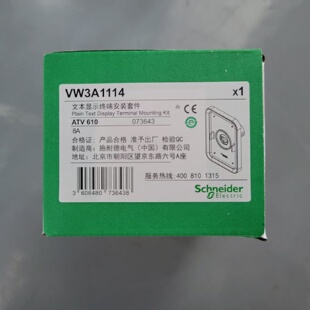 VW3A1114 x1
文本显示终端安装套件
Plain Text Display Terminal Mounting Kit
ATV 610 073643
8A
合格证：产品合格 准予出厂 检验QC
制造商：施耐德电气（中国）有限公司
地址：北京市朝阳区望京东路六号A座
服务热线：400 810 1315
3 606480 736438
Schneider
Electric